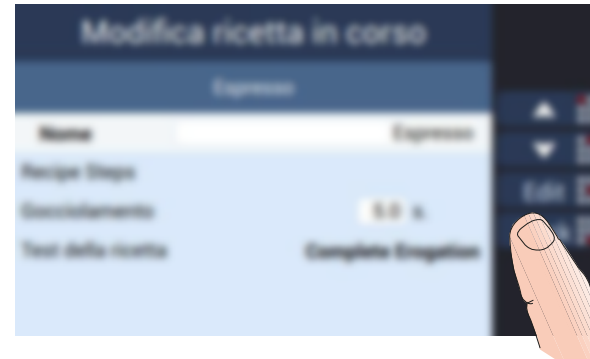 Modifica ricetta in corso
Espresso
Nome Espresso
Recipe Steps
Gocciolamento 5.0 s.
Test della ricetta Complete Erogation
Edit